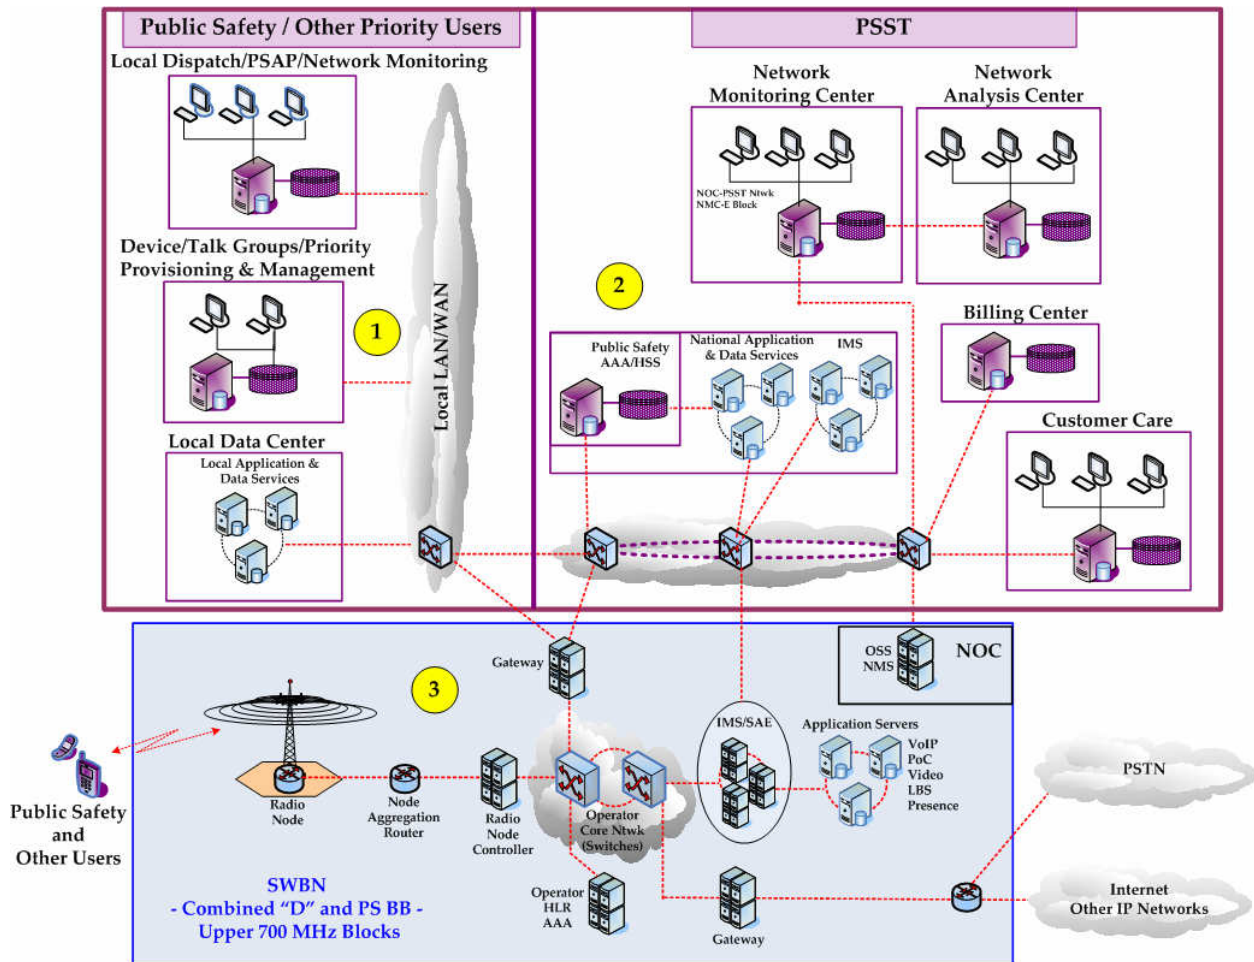 Public Safety / Other Priority Users
PSST
Local Dispatch/PSAP/Network Monitoring
Network
Monitoring Center
Network
Analysis Center
NOC-PSST Ntwk
NMC-E Block
Device/Talk Groups/Priority
Provisioning & Management
1
2
Local LAN/WAN
Billing Center
Public Safety
AAA/HSS
National Application
& Data Services
IMS
Local Data Center
Local Application &
Data Services
Customer Care
Gateway
3
OSS
NMS
NOC
IMS/SAE
Application Servers
VoIP
PoC
Video
LBS
Presence
PSTN
Public Safety
and
Other Users
Radio
Node
Node
Aggregation
Router
Radio
Node
Controller
Operator
Core Ntwk
(Switches)
SWBN
- Combined “D” and PS BB -
Upper 700 MHz Blocks
Operator
HLR
AAA
Gateway
Internet
Other IP Networks